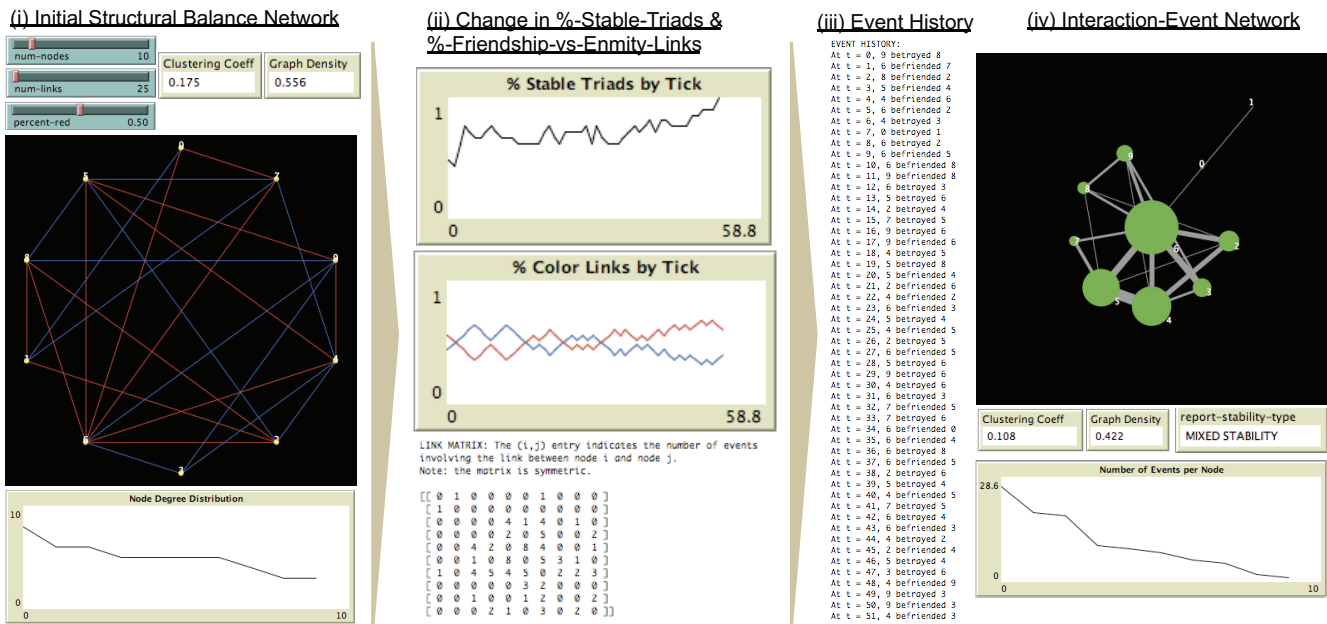 (i) Initial Structural Balance Network
num-nodes 10
num-links 25
percent-red 0.50
Clustering Coeff
0.175
Graph Density
0.556
0
5
7
8
9
1
4
6
2
3
Node Degree Distribution
10
0
0
10
(ii) Change in %-Stable-Triads &
%-Friendship-vs-Enmity-Links
% Stable Triads by Tick
1
0
0
58.8
% Color Links by Tick
1
0
0
58.8
LINK MATRIX: The (i,j) entry indicates the number of events
involving the link between node i and node j.
Note: the matrix is symmetric.
[[ 0 1 0 0 0 0 1 0 0 0 ]
[ 1 0 0 0 0 0 0 0 0 0 ]
[ 0 0 0 0 4 1 4 0 1 0 ]
[ 0 0 0 0 2 0 5 0 0 2 ]
[ 0 0 4 2 0 8 4 0 0 1 ]
[ 0 0 1 0 8 0 5 3 1 0 ]
[ 1 0 4 5 4 5 0 2 2 3 ]
[ 0 0 0 0 0 3 2 0 0 0 ]
[ 0 0 1 0 0 1 2 0 0 2 ]
[ 0 0 0 2 1 0 3 0 2 0 ]]
(iii) Event History
EVENT HISTORY:
At t = 0, 9 betrayed 8
At t = 1, 6 befriended 7
At t = 2, 8 befriended 2
At t = 3, 5 befriended 4
At t = 4, 4 befriended 6
At t = 5, 6 befriended 2
At t = 6, 4 betrayed 3
At t = 7, 0 betrayed 1
At t = 8, 6 betrayed 2
At t = 9, 6 befriended 5
At t = 10, 6 befriended 8
At t = 11, 9 befriended 8
At t = 12, 6 betrayed 3
At t = 13, 5 betrayed 6
At t = 14, 2 betrayed 4
At t = 15, 7 betrayed 5
At t = 16, 9 betrayed 6
At t = 17, 9 befriended 6
At t = 18, 4 betrayed 5
At t = 19, 5 betrayed 8
At t = 20, 5 befriended 4
At t = 21, 2 befriended 6
At t = 22, 4 befriended 2
At t = 23, 6 befriended 3
At t = 24, 5 betrayed 4
At t = 25, 4 befriended 5
At t = 26, 2 betrayed 5
At t = 27, 6 befriended 5
At t = 28, 5 betrayed 6
At t = 29, 9 betrayed 6
At t = 30, 4 betrayed 6
At t = 31, 6 betrayed 3
At t = 32, 7 befriended 5
At t = 33, 7 betrayed 6
At t = 34, 6 befriended 0
At t = 35, 6 befriended 4
At t = 36, 6 betrayed 8
At t = 37, 6 befriended 5
At t = 38, 2 betrayed 6
At t = 39, 5 betrayed 4
At t = 40, 4 befriended 5
At t = 41, 7 betrayed 5
At t = 42, 6 betrayed 4
At t = 43, 6 befriended 3
At t = 44, 4 betrayed 2
At t = 45, 2 befriended 4
At t = 46, 5 betrayed 4
At t = 47, 3 betrayed 6
At t = 48, 4 befriended 9
At t = 49, 9 betrayed 3
At t = 50, 9 befriended 3
At t = 51, 4 befriended 3
(iv) Interaction-Event Network
1
0
9
8
7
6
2
3
5
4
Clustering Coeff
0.108
Graph Density
0.422
report-stability-type
MIXED STABILITY
Number of Events per Node
28.6
0
0
10